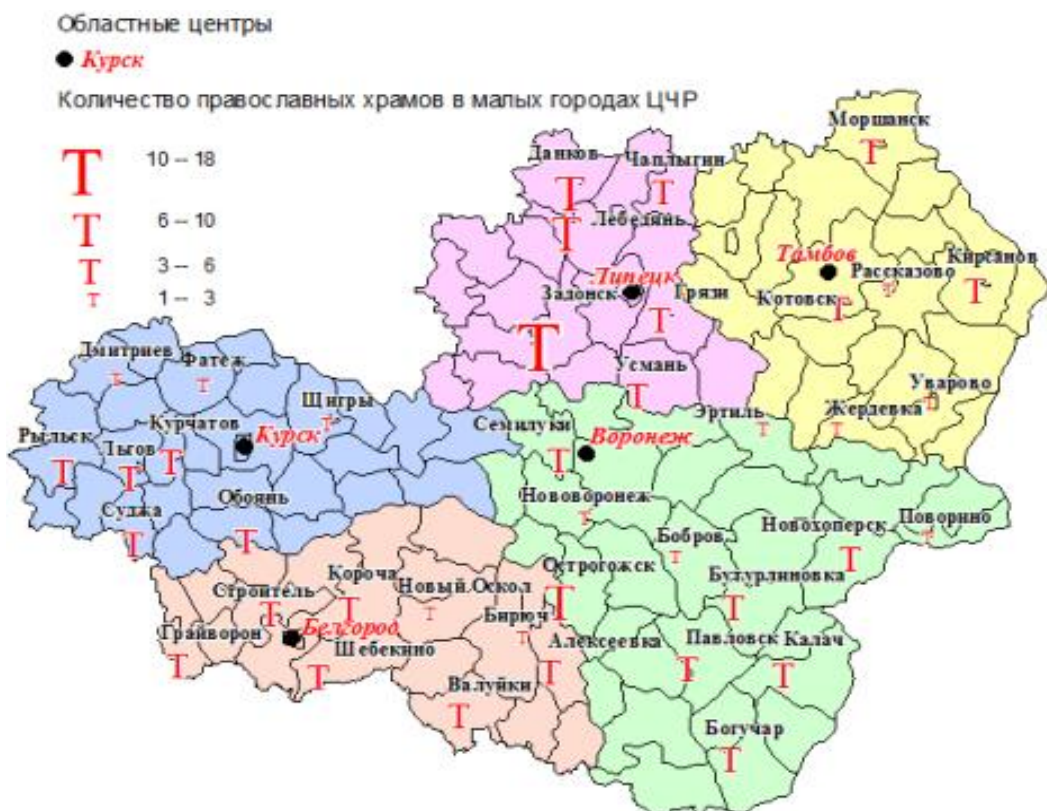 Областные центры
Курск
Количество православных храмов в малых городах ЦЧР
Т 10 – 18
Т 6 – 10
Т 3 – 6
Т 1 – 3
Моршанск
Данков
Чаплыгин
Лебедянь
Тамбов
Кирсанов
Рассказово
Липецк
Задонск
Грязи
Котовск
Дмитриев
Фатеж
Усмань
Уварово
Щигры
Эртиль
Жердевка
Рыльск
Курчатов
Курск
Семилуки
Воронеж
Льгов
Обоянь
Нововоронеж
Суджа
Новохоперск
Поворино
Бобров
Короча
Острогожск
Строитель
Новый Оскол
Бутурлиновка
Бирюч
Грайворон
Белгород
Шебекино
Алексеевка
Павловск
Калач
Валуйки
Богучар